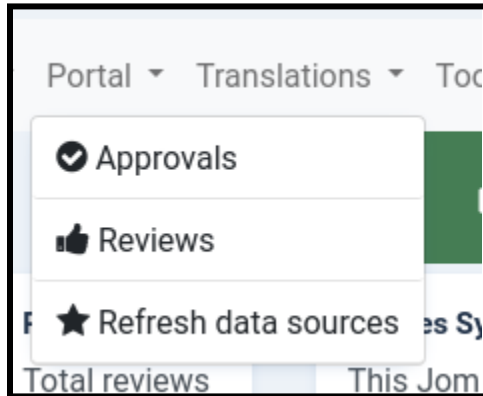 Portal Translations
Approvals
Reviews
Refresh data sources
Total reviews This Jom